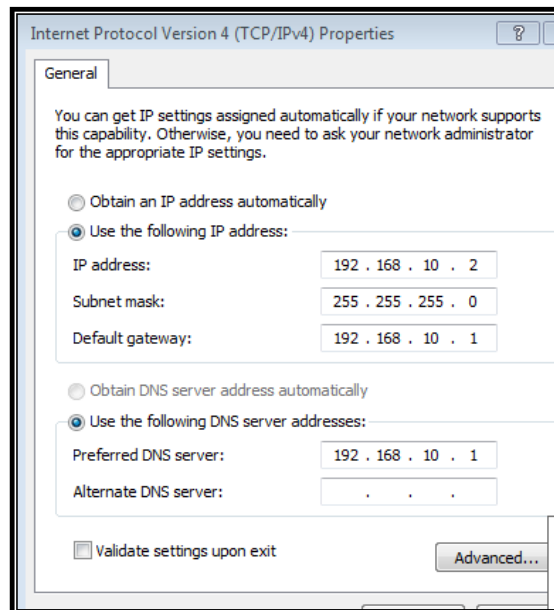 Internet Protocol Version 4 (TCP/IPv4) Properties
?
General
You can get IP settings assigned automatically if your network supports
this capability. Otherwise, you need to ask your network administrator
for the appropriate IP settings.
Obtain an IP address automatically
Use the following IP address:
IP address: 192 . 168 . 10 . 2
Subnet mask: 255 . 255 . 255 . 0
Default gateway: 192 . 168 . 10 . 1
Obtain DNS server address automatically
Use the following DNS server addresses:
Preferred DNS server: 192 . 168 . 10 . 1
Alternate DNS server: . . .
Validate settings upon exit
Advanced...